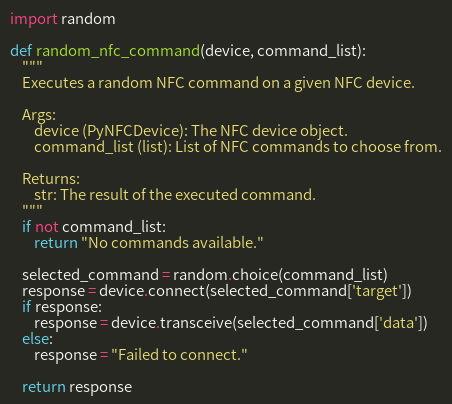 import random

def random_nfc_command(device, command_list):
    """
    Executes a random NFC command on a given NFC device.

    Args:
        device (PyNFCDevice): The NFC device object.
        command_list (list): List of NFC commands to choose from.

    Returns:
        str: The result of the executed command.
    """
    if not command_list:
        return "No commands available."

    selected_command = random.choice(command_list)
    response = device.connect(selected_command['target'])
    if response:
        response = device.transceive(selected_command['data'])
    else:
        response = "Failed to connect."

    return response